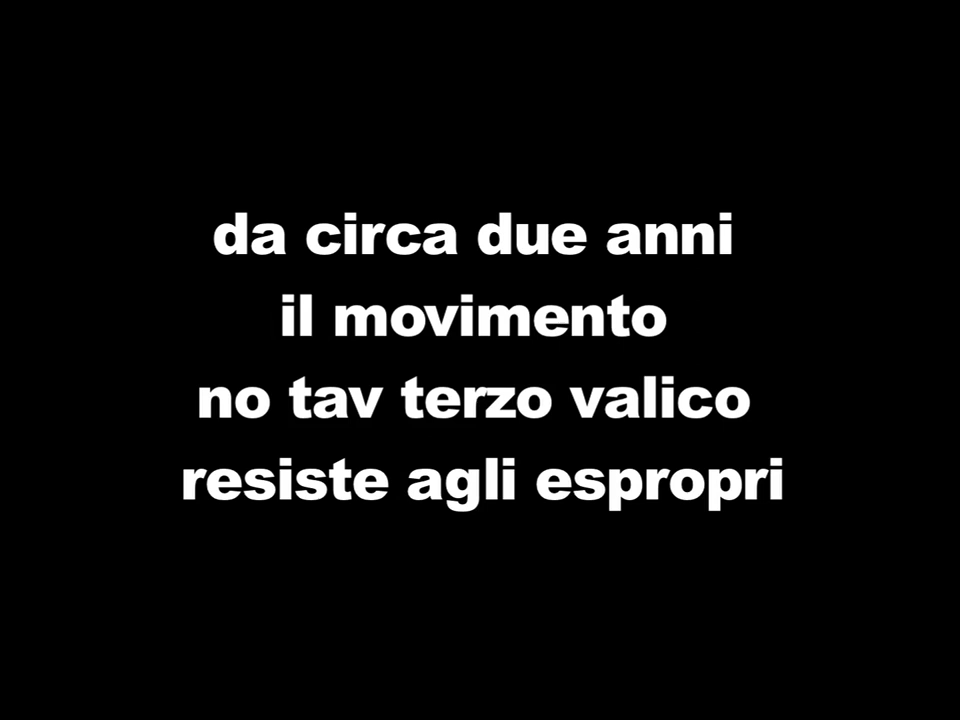 da circa due anni
il movimento
no tav terzo valico
resiste agli espropri